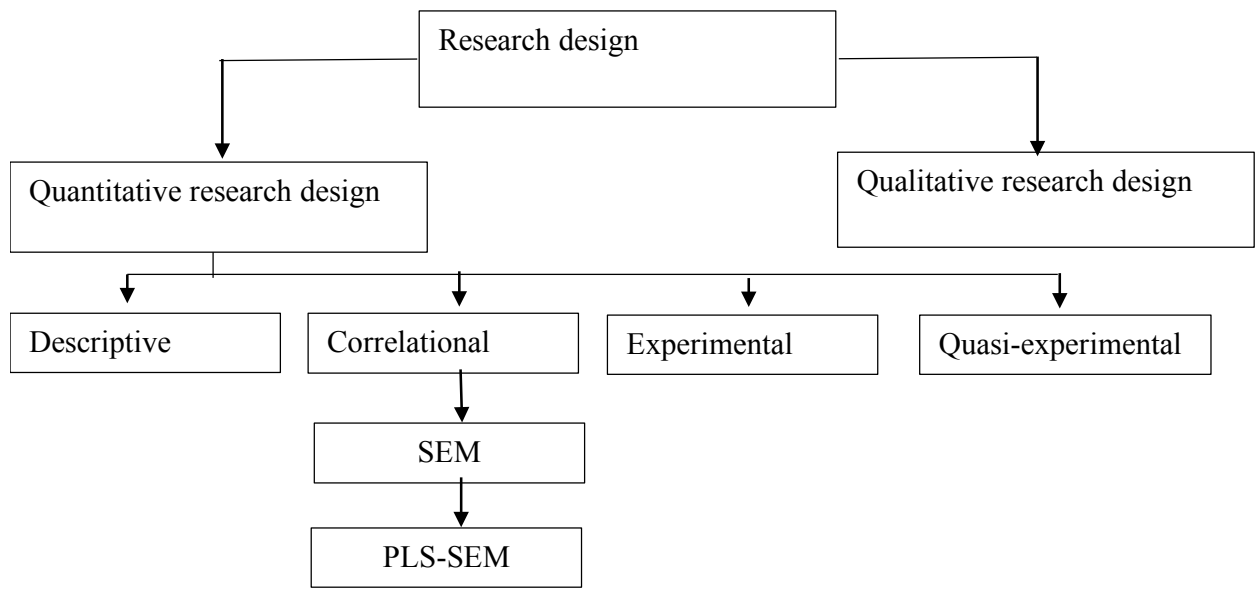 Research design
Quantitative research design
Qualitative research design
Descriptive
Correlational
Experimental
Quasi-experimental
SEM
PLS-SEM